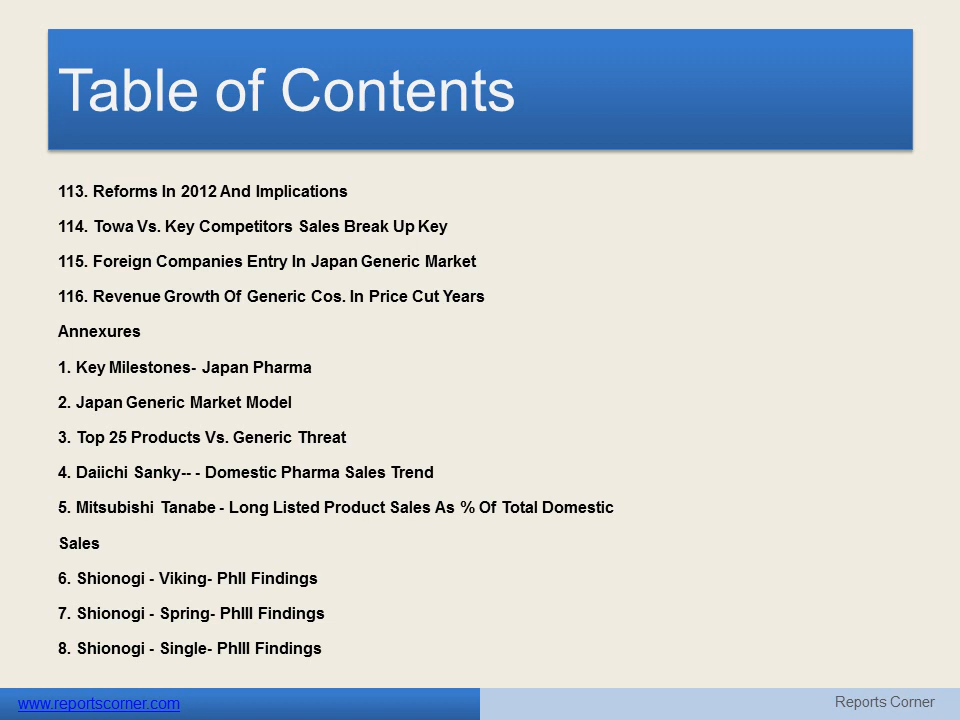 Table of Contents
113. Reforms In 2012 And Implications
114. Towa Vs. Key Competitors Sales Break Up Key
115. Foreign Companies Entry In Japan Generic Market
116. Revenue Growth Of Generic Cos. In Price Cut Years
Annexures
1. Key Milestones- Japan Pharma
2. Japan Generic Market Model
3. Top 25 Products Vs. Generic Threat
4. Daiichi Sanky-- - Domestic Pharma Sales Trend
5. Mitsubishi Tanabe - Long Listed Product Sales As % Of Total Domestic
Sales
6. Shionogi - Viking- PhII Findings
7. Shionogi - Spring- PhIII Findings
8. Shionogi - Single- PhIII Findings
www.reportscorner.com
Reports Corner